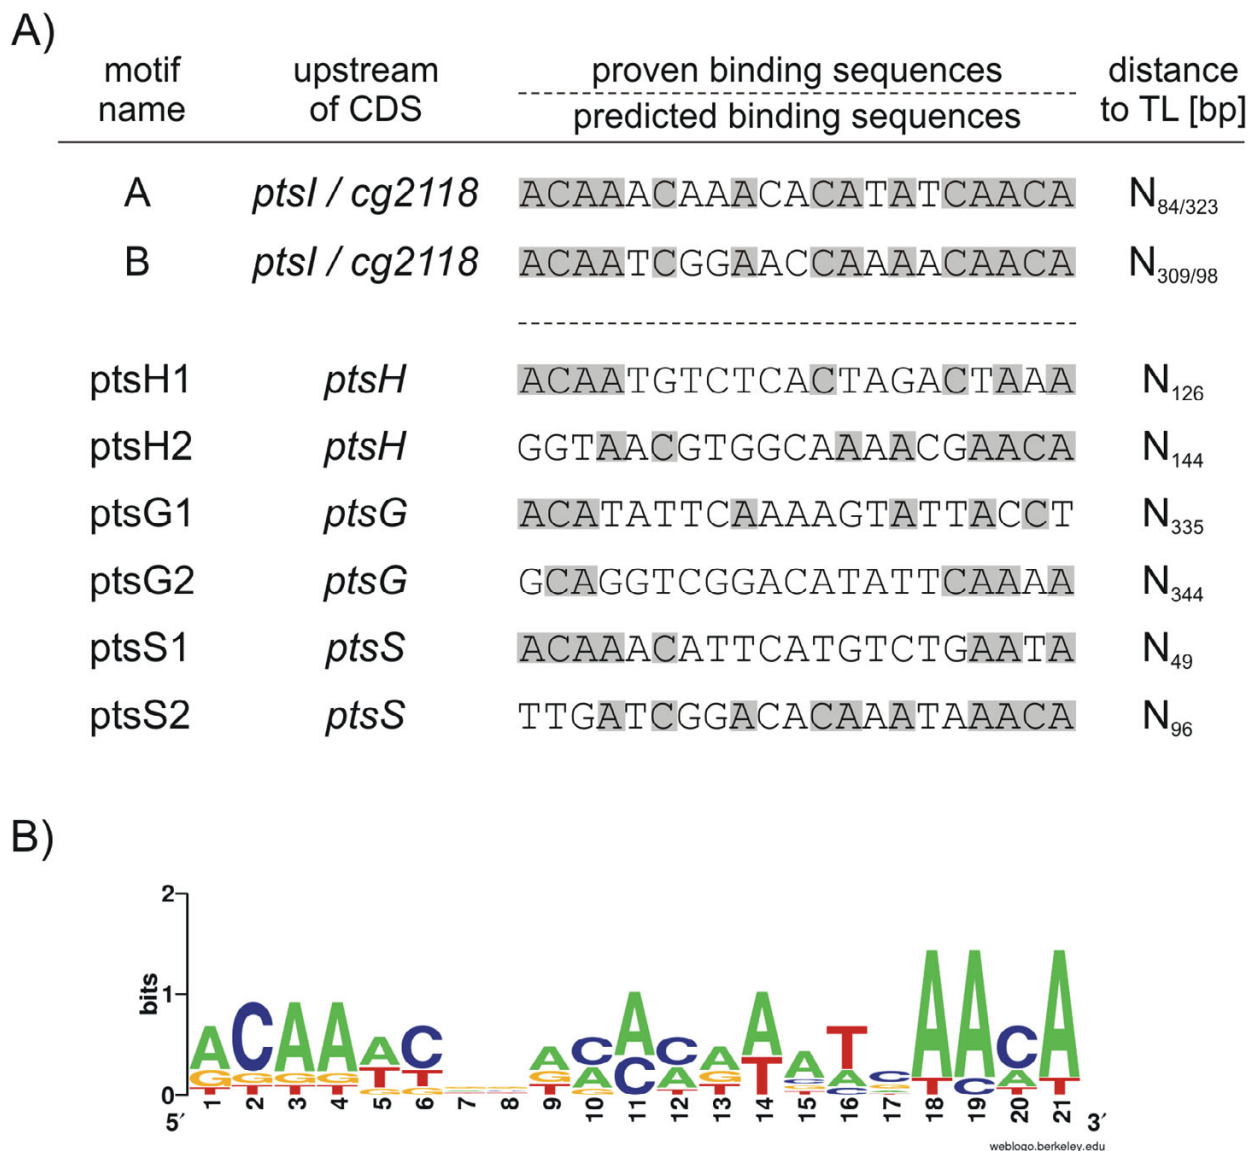 A)
motif upstream proven binding sequences distance
name of CDS predicted binding sequences to TL [bp]
A ptsI / cg2118 ACAAACAAACACATATCAACA N84/323
B ptsI / cg2118 ACAATCGGAACCAAAACAACA N309/98
ptsH1 ptsH ACAATGTCTCACTAGACTAAA N126
ptsH2 ptsH GGTAACGTGGCAAAACGAACA N144
ptsG1 ptsG ACATATTCAAAAGTATTACCT N335
ptsG2 ptsG GCAGGTCGGACATATTCAAAA N344
ptsS1 ptsS ACAAACATTCATGTCTGAATA N49
ptsS2 ptsS TTGATCGGACACAAATAAACA N96
B)
2
bits
1
0
5′ 1 2 3 4 5 6 7 8 9 10 11 12 13 14 15 16 17 18 19 20 21 3′
weblogo.berkeley.edu